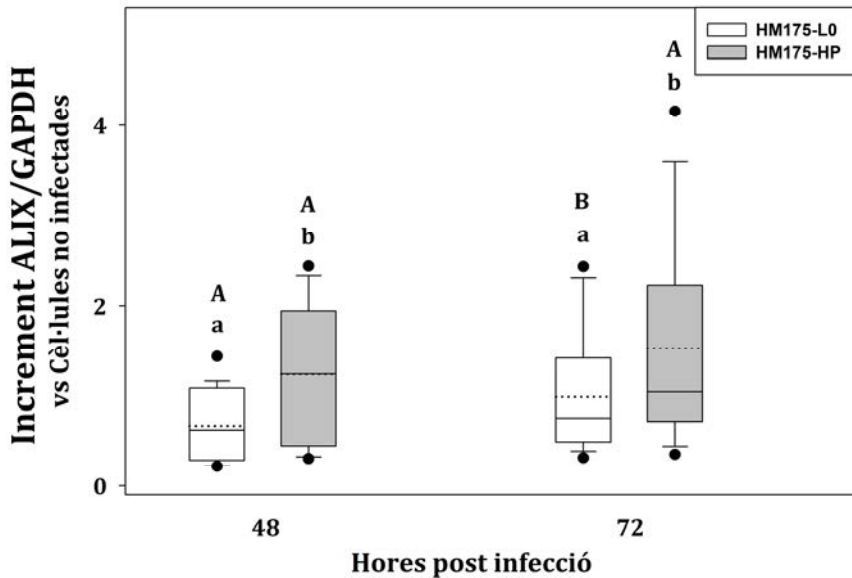 HM175-L0
HM175-HP
Increment ALIX/GAPDH
vs Cèl·lules no infectades
4
2
0
A
a
A
b
B
a
A
b
48
72
Hores post infecció